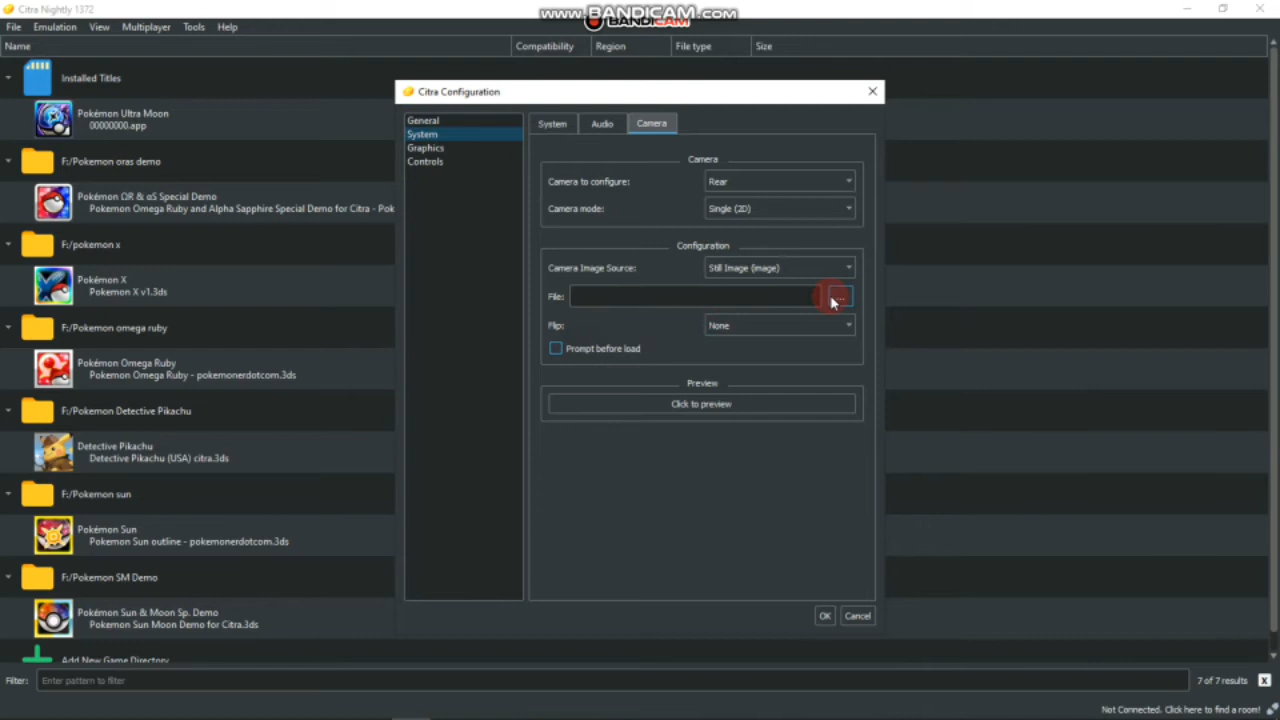 Citra Nightly 1372
www.BANDICAM.com
BANDICAM
File Emulation View Multiplayer Tools Help
Name Compatibility Region File type Size
Installed Titles
Pokémon Ultra Moon
00000000.app
F:/Pokemon oras demo
Pokémon ΩR & αS Special Demo
Pokemon Omega Ruby and Alpha Sapphire Special Demo for Citra - Pok
F:/pokemon x
Pokémon X
Pokemon X v1.3ds
F:/Pokemon omega ruby
Pokémon Omega Ruby
Pokemon Omega Ruby - pokemonerdotcom.3ds
F:/Pokemon Detective Pikachu
Detective Pikachu
Detective Pikachu (USA) citra.3ds
F:/Pokemon sun
Pokémon Sun
Pokemon Sun outline - pokemonerdotcom.3ds
F:/Pokemon SM Demo
Pokémon Sun & Moon Sp. Demo
Pokemon Sun Moon Demo for Citra.3ds
Add New Game Directory
Citra Configuration
General
System
Graphics
Controls
System Audio Camera
Camera
Camera to configure: Rear
Camera mode: Single (2D)
Configuration
Camera Image Source: Still Image (image)
File: ...
Flip: None
Prompt before load
Preview
Click to preview
OK Cancel
Filter: Enter pattern to filter 7 of 7 results X
Not Connected. Click here to find a room!